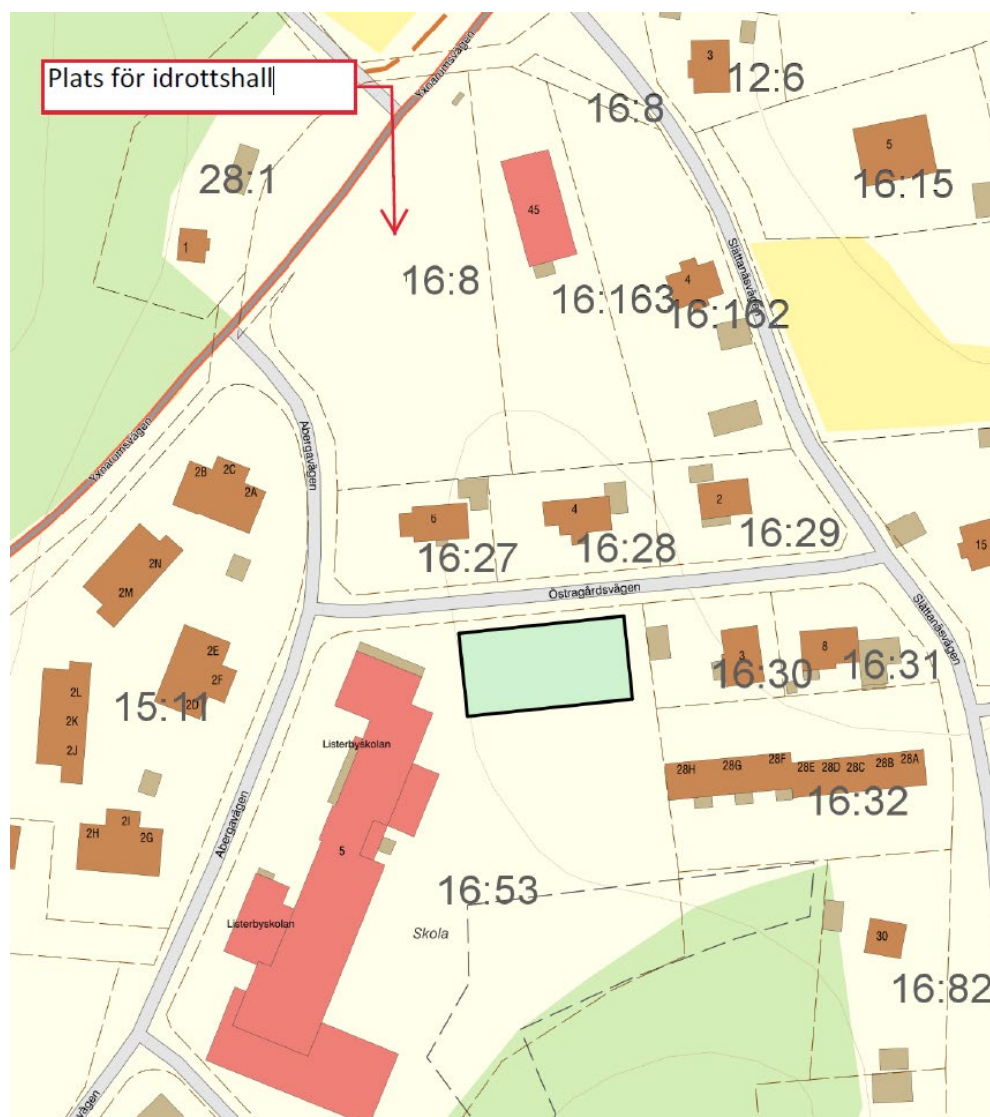 Plats för idrottshall
Yxnarumsvägen
3
12:6
16:8
5
16:15
28:1
1
45
Slättanäsvägen
4
16:8
16:163
16:162
Yxnarumsvägen
Abergavägen
2B
2C
2A
6
4
2
16:27
16:28
16:29
15
2N
2M
Östragårdsvägen
Slättanäsvägen
2E
2F
2D
15:11
3
8
16:30
16:31
2L
2K
2J
Listerbyskolan
28H
28G
28F
28E
28D
28C
28B
28A
16:32
2H
2I
2G
Abergavägen
5
16:53
Listerbyskolan
Skola
30
16:82